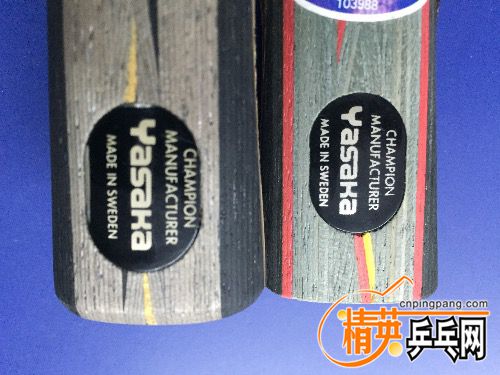 103988
CHAMPION
MANUFACTURER
Yasaka
MADE IN SWEDEN
CHAMPION
MANUFACTURER
Yasaka
MADE IN SWEDEN
cnpingpang.com
精英乒乓网